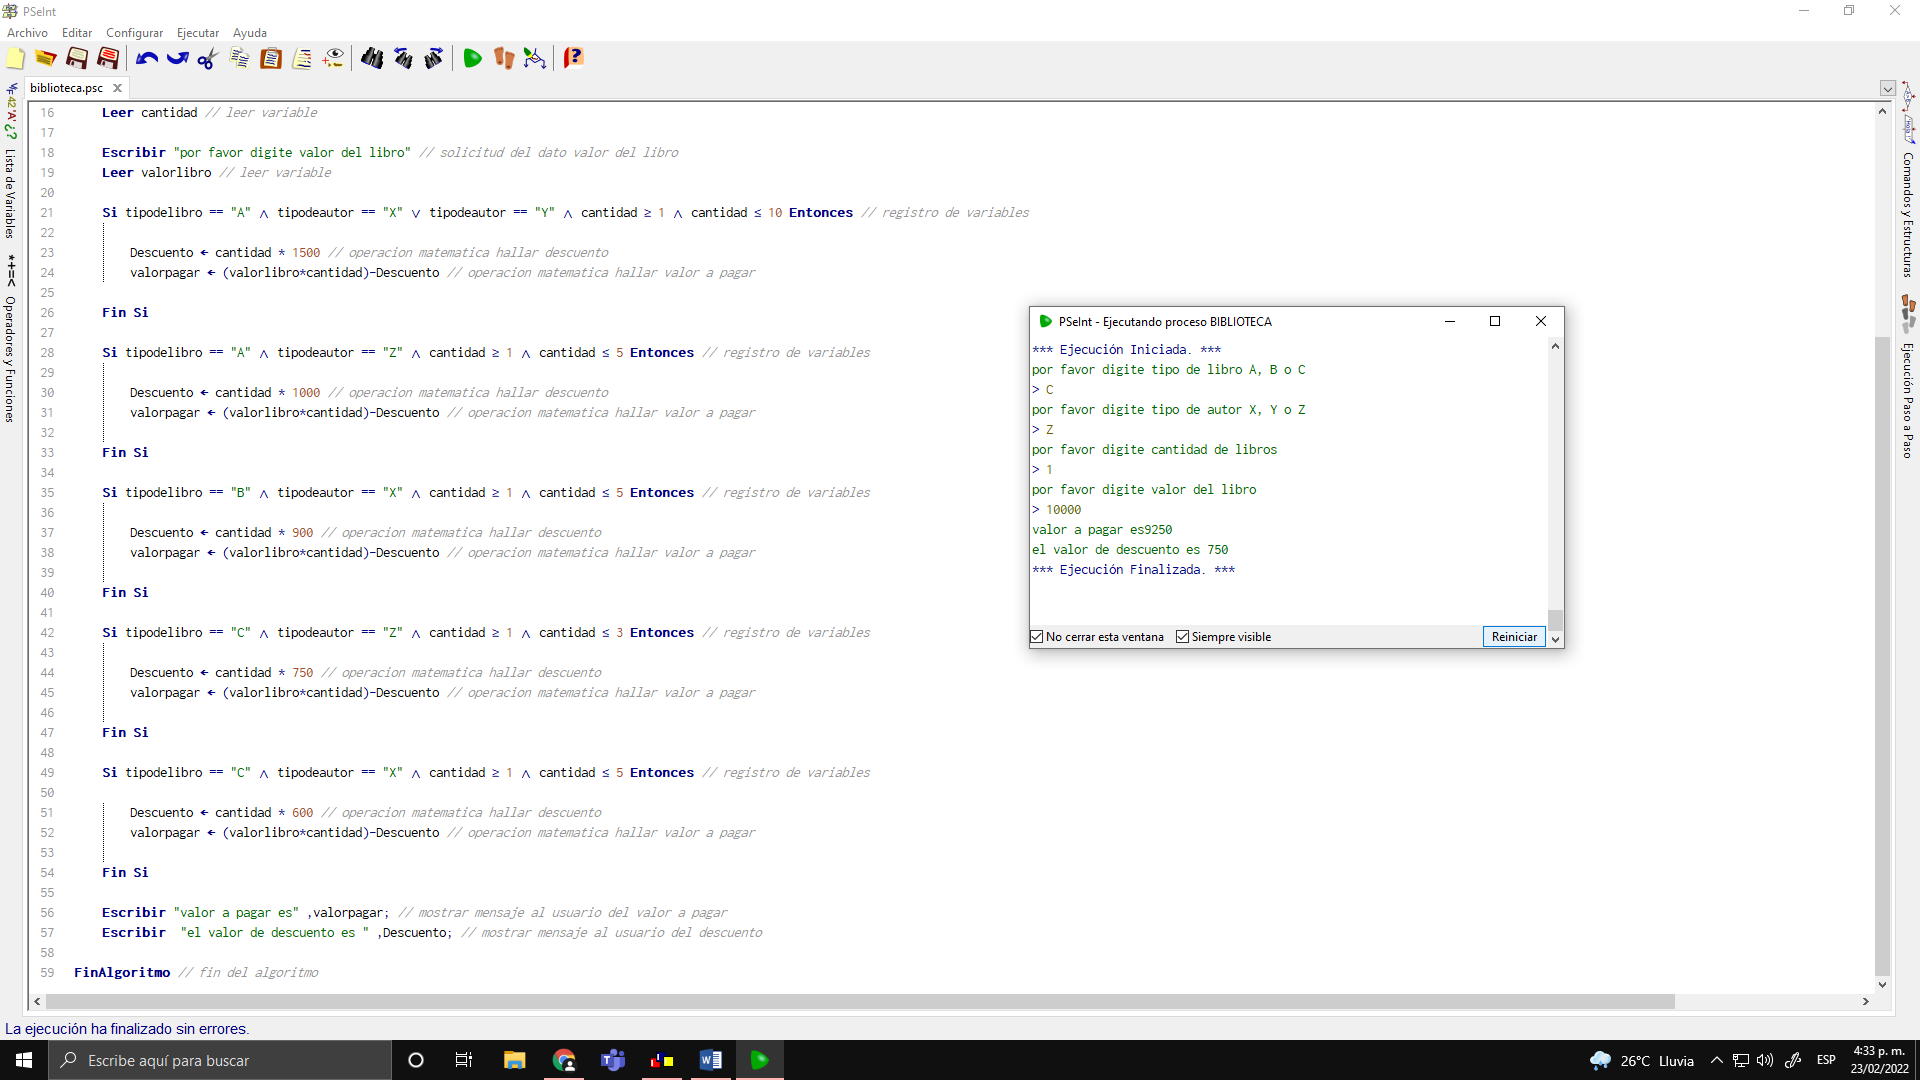 PSeInt
Archivo Editar Configurar Ejecutar Ayuda
biblioteca.psc
16 Leer cantidad // leer variable
17
18 Escribir "por favor digite valor del libro" // solicitud del dato valor del libro
19 Leer valorlibro // leer variable
20
21 Si tipodelibro == "A" ∧ tipodeautor == "X" ∨ tipodeautor == "Y" ∧ cantidad ≥ 1 ∧ cantidad ≤ 10 Entonces // registro de variables
22
23 Descuento ← cantidad * 1500 // operacion matematica hallar descuento
24 valorpagar ← (valorlibro*cantidad)-Descuento // operacion matematica hallar valor a pagar
25
26 Fin Si
27
28 Si tipodelibro == "A" ∧ tipodeautor == "Z" ∧ cantidad ≥ 1 ∧ cantidad ≤ 5 Entonces // registro de variables
29
30 Descuento ← cantidad * 1000 // operacion matematica hallar descuento
31 valorpagar ← (valorlibro*cantidad)-Descuento // operacion matematica hallar valor a pagar
32
33 Fin Si
34
35 Si tipodelibro == "B" ∧ tipodeautor == "X" ∧ cantidad ≥ 1 ∧ cantidad ≤ 5 Entonces // registro de variables
36
37 Descuento ← cantidad * 900 // operacion matematica hallar descuento
38 valorpagar ← (valorlibro*cantidad)-Descuento // operacion matematica hallar valor a pagar
39
40 Fin Si
41
42 Si tipodelibro == "C" ∧ tipodeautor == "Z" ∧ cantidad ≥ 1 ∧ cantidad ≤ 3 Entonces // registro de variables
43
44 Descuento ← cantidad * 750 // operacion matematica hallar descuento
45 valorpagar ← (valorlibro*cantidad)-Descuento // operacion matematica hallar valor a pagar
46
47 Fin Si
48
49 Si tipodelibro == "C" ∧ tipodeautor == "X" ∧ cantidad ≥ 1 ∧ cantidad ≤ 5 Entonces // registro de variables
50
51 Descuento ← cantidad * 600 // operacion matematica hallar descuento
52 valorpagar ← (valorlibro*cantidad)-Descuento // operacion matematica hallar valor a pagar
53
54 Fin Si
55
56 Escribir "valor a pagar es" ,valorpagar; // mostrar mensaje al usuario del valor a pagar
57 Escribir "el valor de descuento es " ,Descuento; // mostrar mensaje al usuario del descuento
58
59 FinAlgoritmo // fin del algoritmo
Lista de Variables
*+=< Operadores y Funciones
Comandos y Estructuras
Ejecución Paso a Paso
PSeInt - Ejecutando proceso BIBLIOTECA
*** Ejecución Iniciada. ***
por favor digite tipo de libro A, B o C
> C
por favor digite tipo de autor X, Y o Z
> Z
por favor digite cantidad de libros
> 1
por favor digite valor del libro
> 10000
valor a pagar es9250
el valor de descuento es 750
*** Ejecución Finalizada. ***
No cerrar esta ventana Siempre visible Reiniciar
La ejecución ha finalizado sin errores.
Escribe aquí para buscar
26°C Lluvia
ESP
4:33 p. m.
23/02/2022